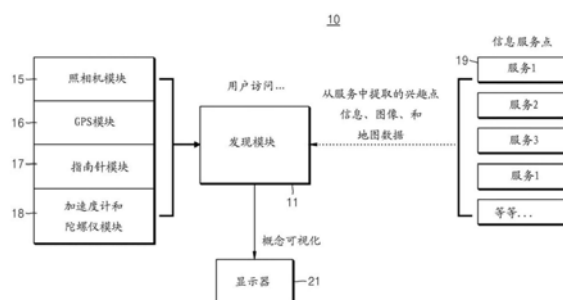 10
信息服务点
15
照相机模块
16
GPS模块
17
指南针模块
18
加速度计和
陀螺仪模块
用户访问...
发现模块
11
从服务中提取的兴趣点
信息、图像、和
地图数据
19
服务1
服务2
服务3
服务1
等等...
概念可视化
显示器
21